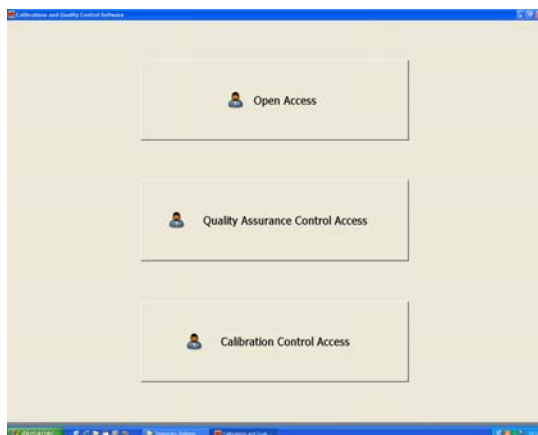 Calibrations and Quality Control Software
Open Access
Quality Assurance Control Access
Calibration Control Access